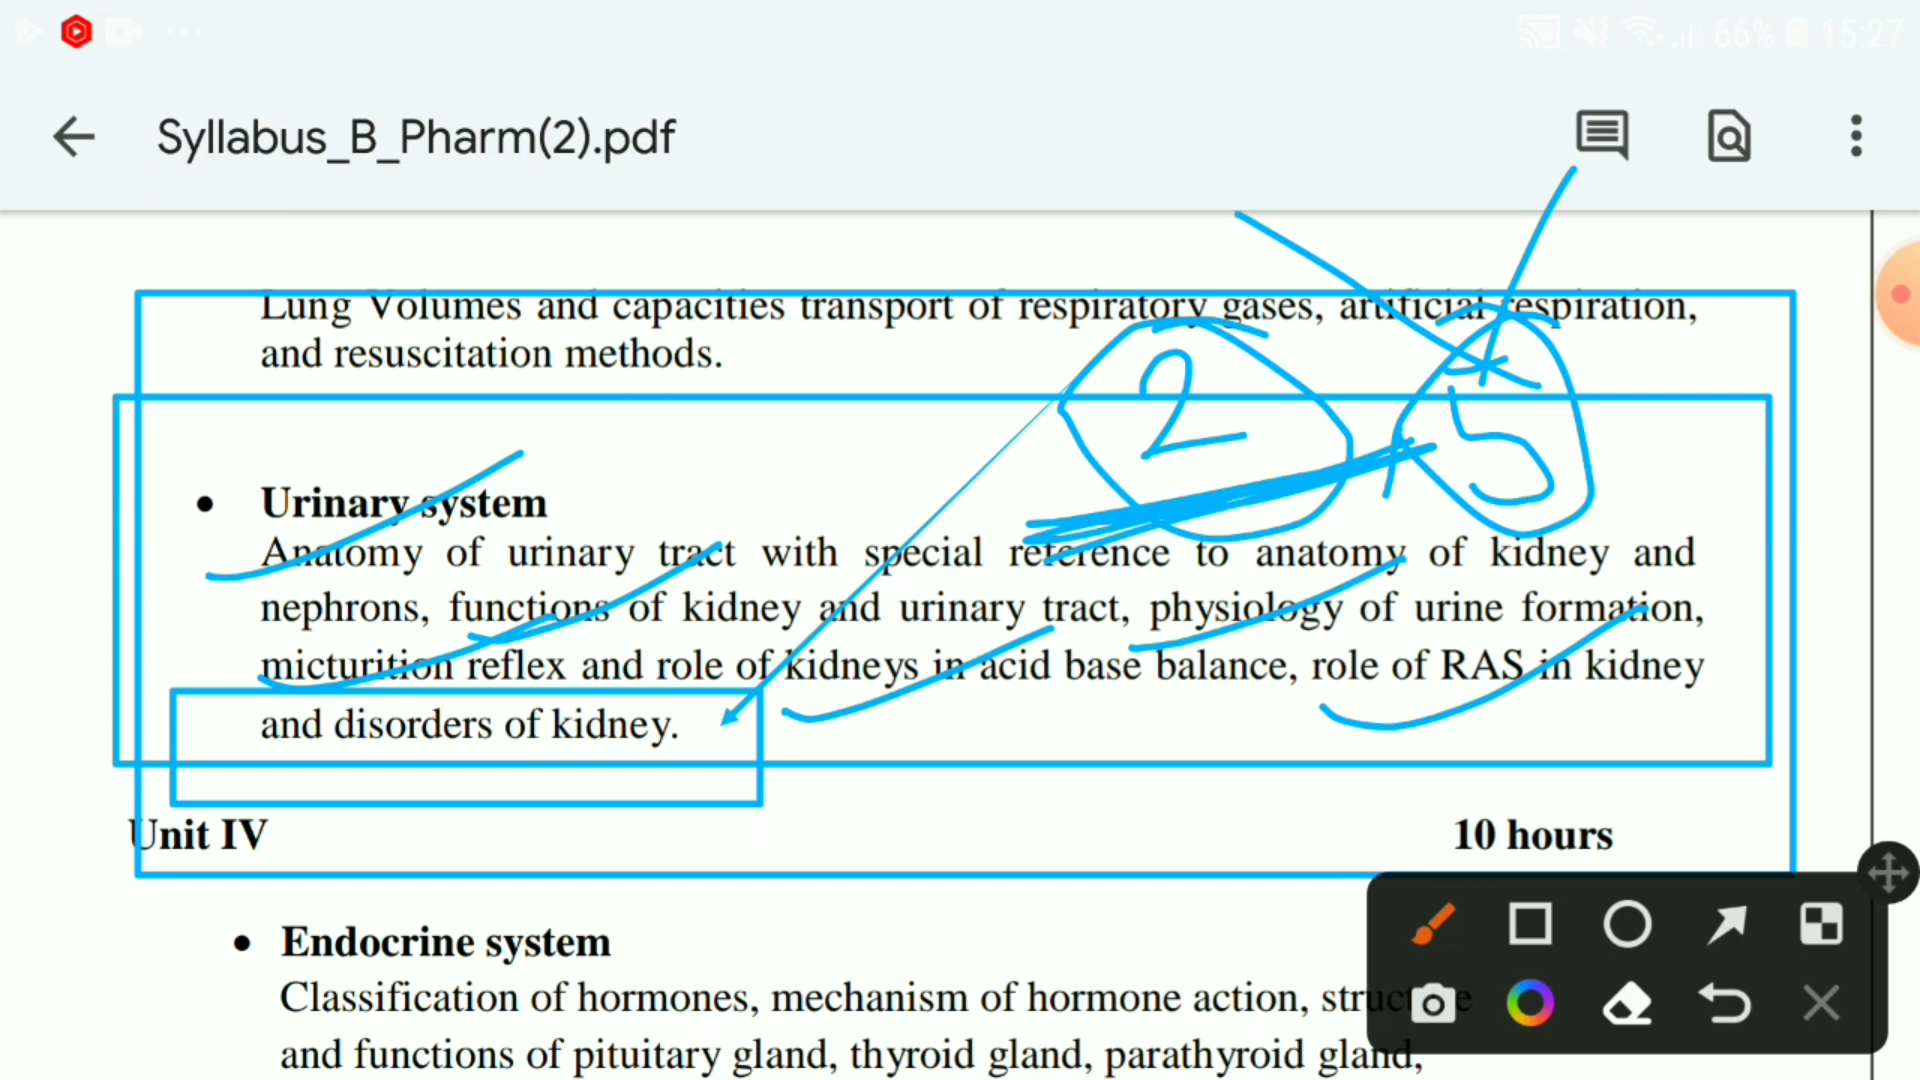 66% 15:27
Syllabus_B_Pharm(2).pdf
Lung Volumes and capacities transport of respiratory gases, artificial respiration,
and resuscitation methods.
2 5
• Urinary system
Anatomy of urinary tract with special reference to anatomy of kidney and
nephrons, functions of kidney and urinary tract, physiology of urine formation,
micturition reflex and role of kidneys in acid base balance, role of RAS in kidney
and disorders of kidney.
Unit IV 10 hours
• Endocrine system
Classification of hormones, mechanism of hormone action,
and functions of pituitary gland, thyroid gland, parathyroid gland,